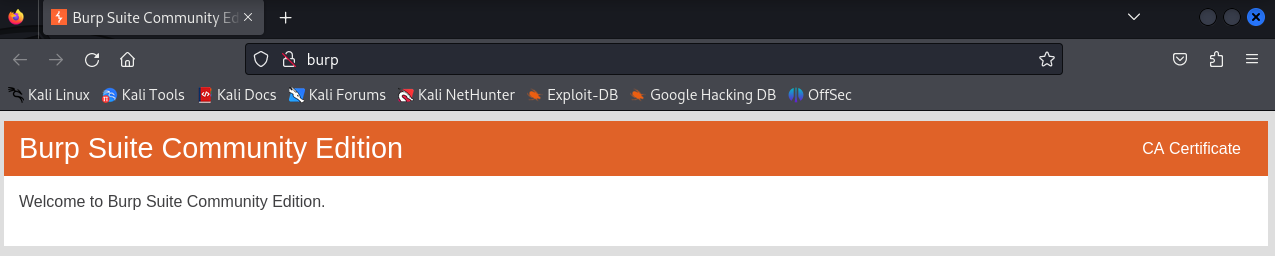 Burp Suite Community Ed
burp
Kali Linux Kali Tools Kali Docs Kali Forums Kali NetHunter Exploit-DB Google Hacking DB OffSec
Burp Suite Community Edition CA Certificate
Welcome to Burp Suite Community Edition.